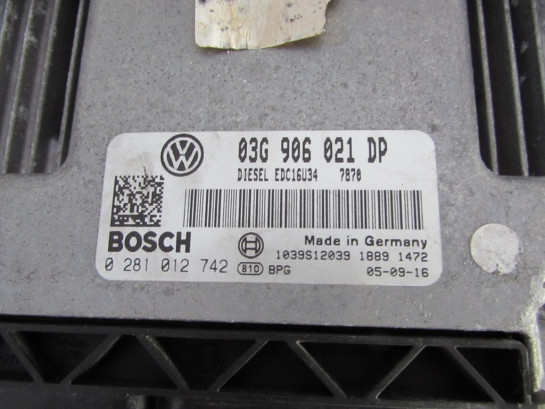 03G 906 021 DP
DIESEL EDC16U34 7870
BOSCH
Made in Germany
1039S12039 1889 1472
0 281 012 742 810 BPG
05-09-16